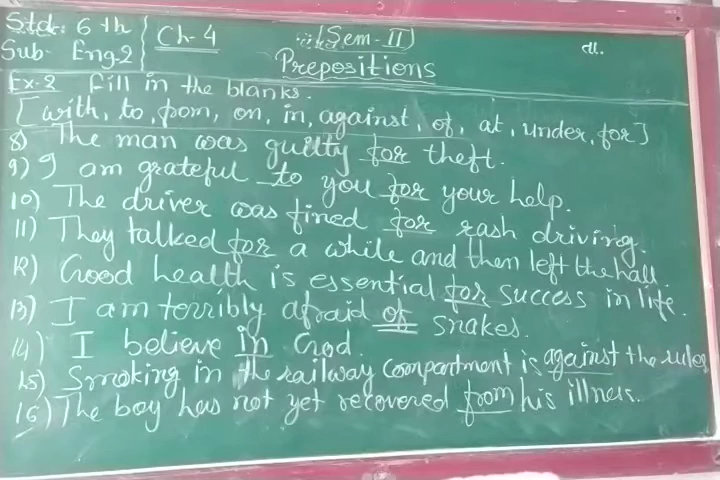 Std:- 6 th
Sub- Eng.2
Ch-4
(Sem-II)
Prepositions
dt.
Ex-2 Fill in the blanks.
[with, to, from, on, in, against, of, at, under, for]
8) The man was guilty for theft.
9) I am grateful to you for your help.
10) The driver was fined for rash driving.
11) They talked for a while and then left the hall.
12) Good health is essential for success in life.
13) I am terribly afraid of snakes.
14) I believe in God.
15) Smoking in the railway compartment is against the rules
16) The boy has not yet recovered from his illness.